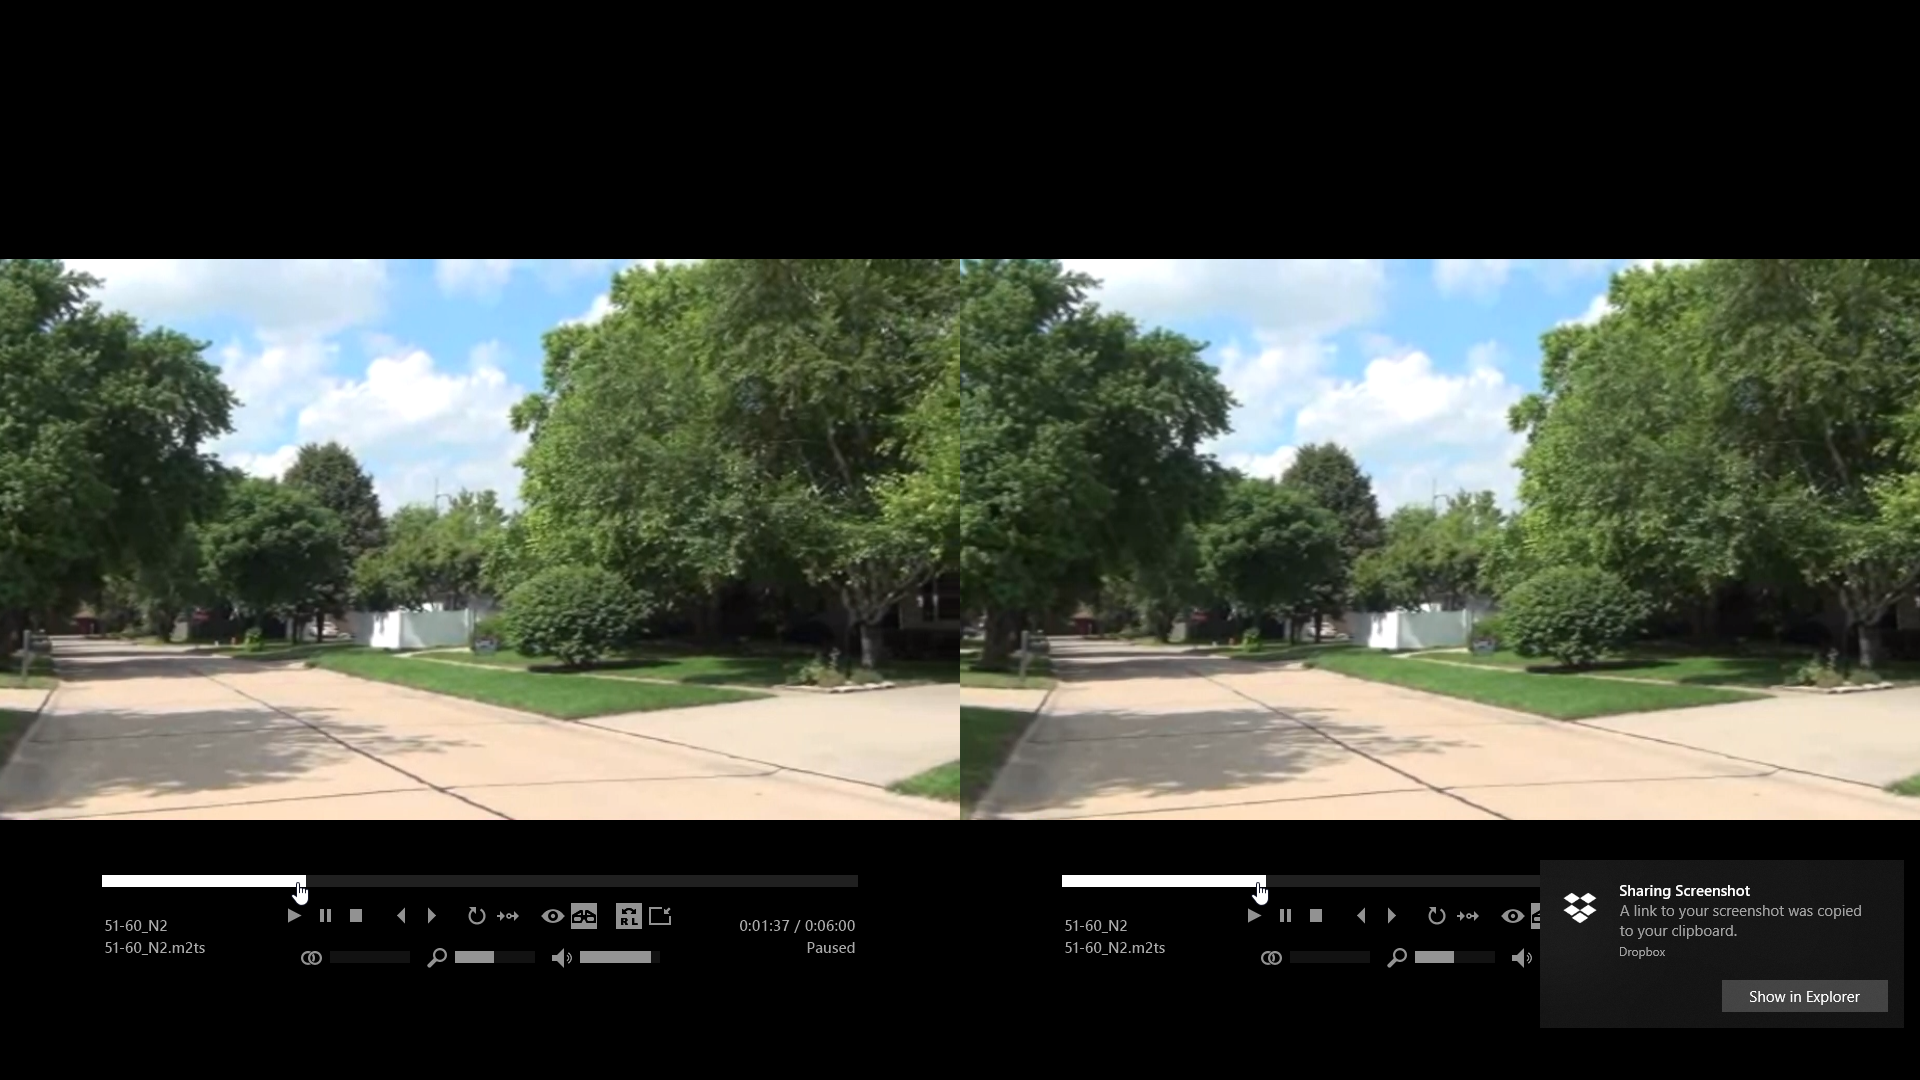 51-60_N2
51-60_N2.m2ts
R L
0:01:37 / 0:06:00
Paused
51-60_N2
51-60_N2.m2ts
Sharing Screenshot
A link to your screenshot was copied
to your clipboard.
Dropbox
Show in Explorer